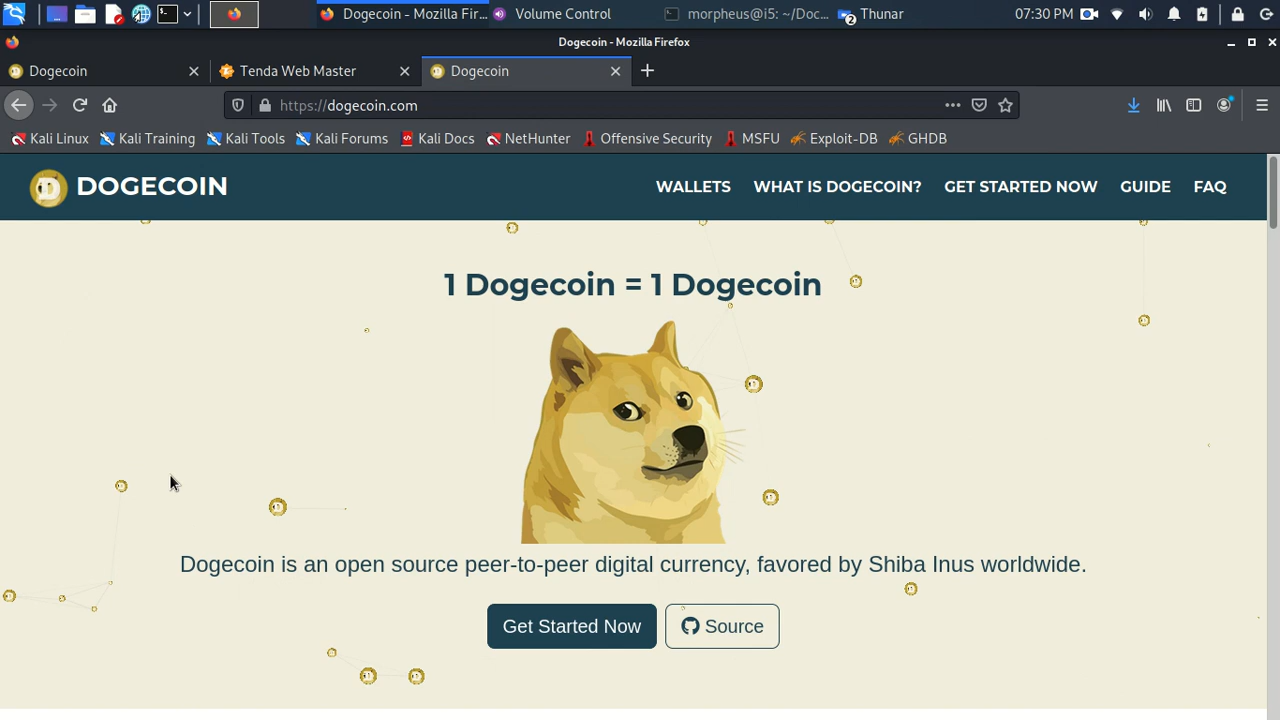 Dogecoin - Mozilla Fir...
Volume Control
morpheus@i5: ~/Doc...
2
Thunar
07:30 PM
Dogecoin - Mozilla Firefox
Dogecoin
Tenda Web Master
Dogecoin
https://dogecoin.com
Kali Linux
Kali Training
Kali Tools
Kali Forums
Kali Docs
NetHunter
Offensive Security
MSFU
Exploit-DB
GHDB
DOGECOIN
WALLETS
WHAT IS DOGECOIN?
GET STARTED NOW
GUIDE
FAQ
1 Dogecoin = 1 Dogecoin
Dogecoin is an open source peer-to-peer digital currency, favored by Shiba Inus worldwide.
Get Started Now
Source